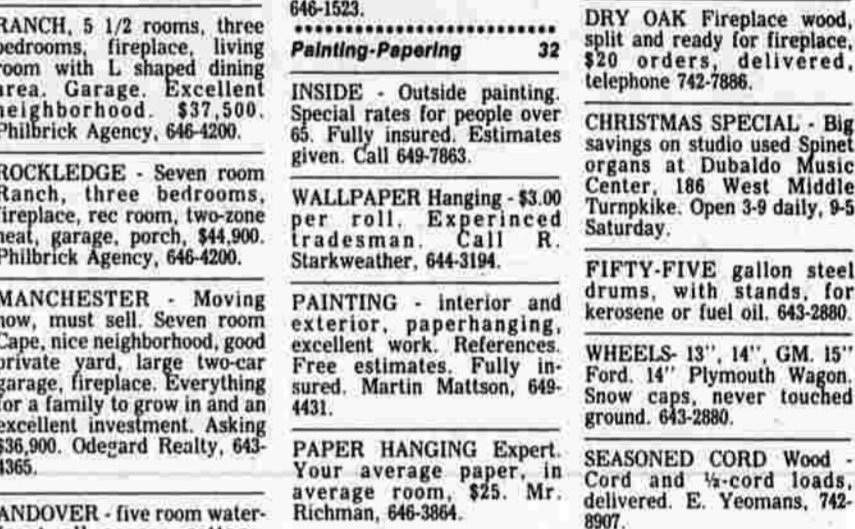 RANCH, 5 1/2 rooms, three
bedrooms, fireplace, living
room with L shaped dining
area. Garage. Excellent
neighborhood. $37,500.
Philbrick Agency, 646-4200.
ROCKLEDGE - Seven room
Ranch, three bedrooms,
fireplace, rec room, two-zone
heat, garage, porch, $44,900.
Philbrick Agency, 646-4200.
MANCHESTER - Moving
now, must sell. Seven room
Cape, nice neighborhood, good
private yard, large two-car
garage, fireplace. Everything
for a family to grow in and an
excellent investment. Asking
$36,900. Odegard Realty, 643-
4365.
ANDOVER - five room water-
646-1523.
Painting-Papering 32
INSIDE - Outside painting.
Special rates for people over
65. Fully insured. Estimates
given. Call 649-7863.
WALLPAPER Hanging - $3.00
per roll. Experinced
tradesman. Call R.
Starkweather, 644-3194.
PAINTING - interior and
exterior, paperhanging,
excellent work. References.
Free estimates. Fully in-
sured. Martin Mattson, 649-
4431.
PAPER HANGING Expert.
Your average paper, in
average room, $25. Mr.
Richman, 646-3864.
DRY OAK Fireplace wood,
split and ready for fireplace,
$20 orders, delivered,
telephone 742-7886.
CHRISTMAS SPECIAL - Big
savings on studio used Spinet
organs at Dubaldo Music
Center, 186 West Middle
Turnpkike. Open 3-9 daily, 9-5
Saturday.
FIFTY-FIVE gallon steel
drums, with stands, for
kerosene or fuel oil. 643-2880.
WHEELS- 13", 14", GM. 15"
Ford. 14" Plymouth Wagon.
Snow caps, never touched
ground. 643-2880.
SEASONED CORD Wood -
Cord and ½-cord loads,
delivered. E. Yeomans, 742-
8907.